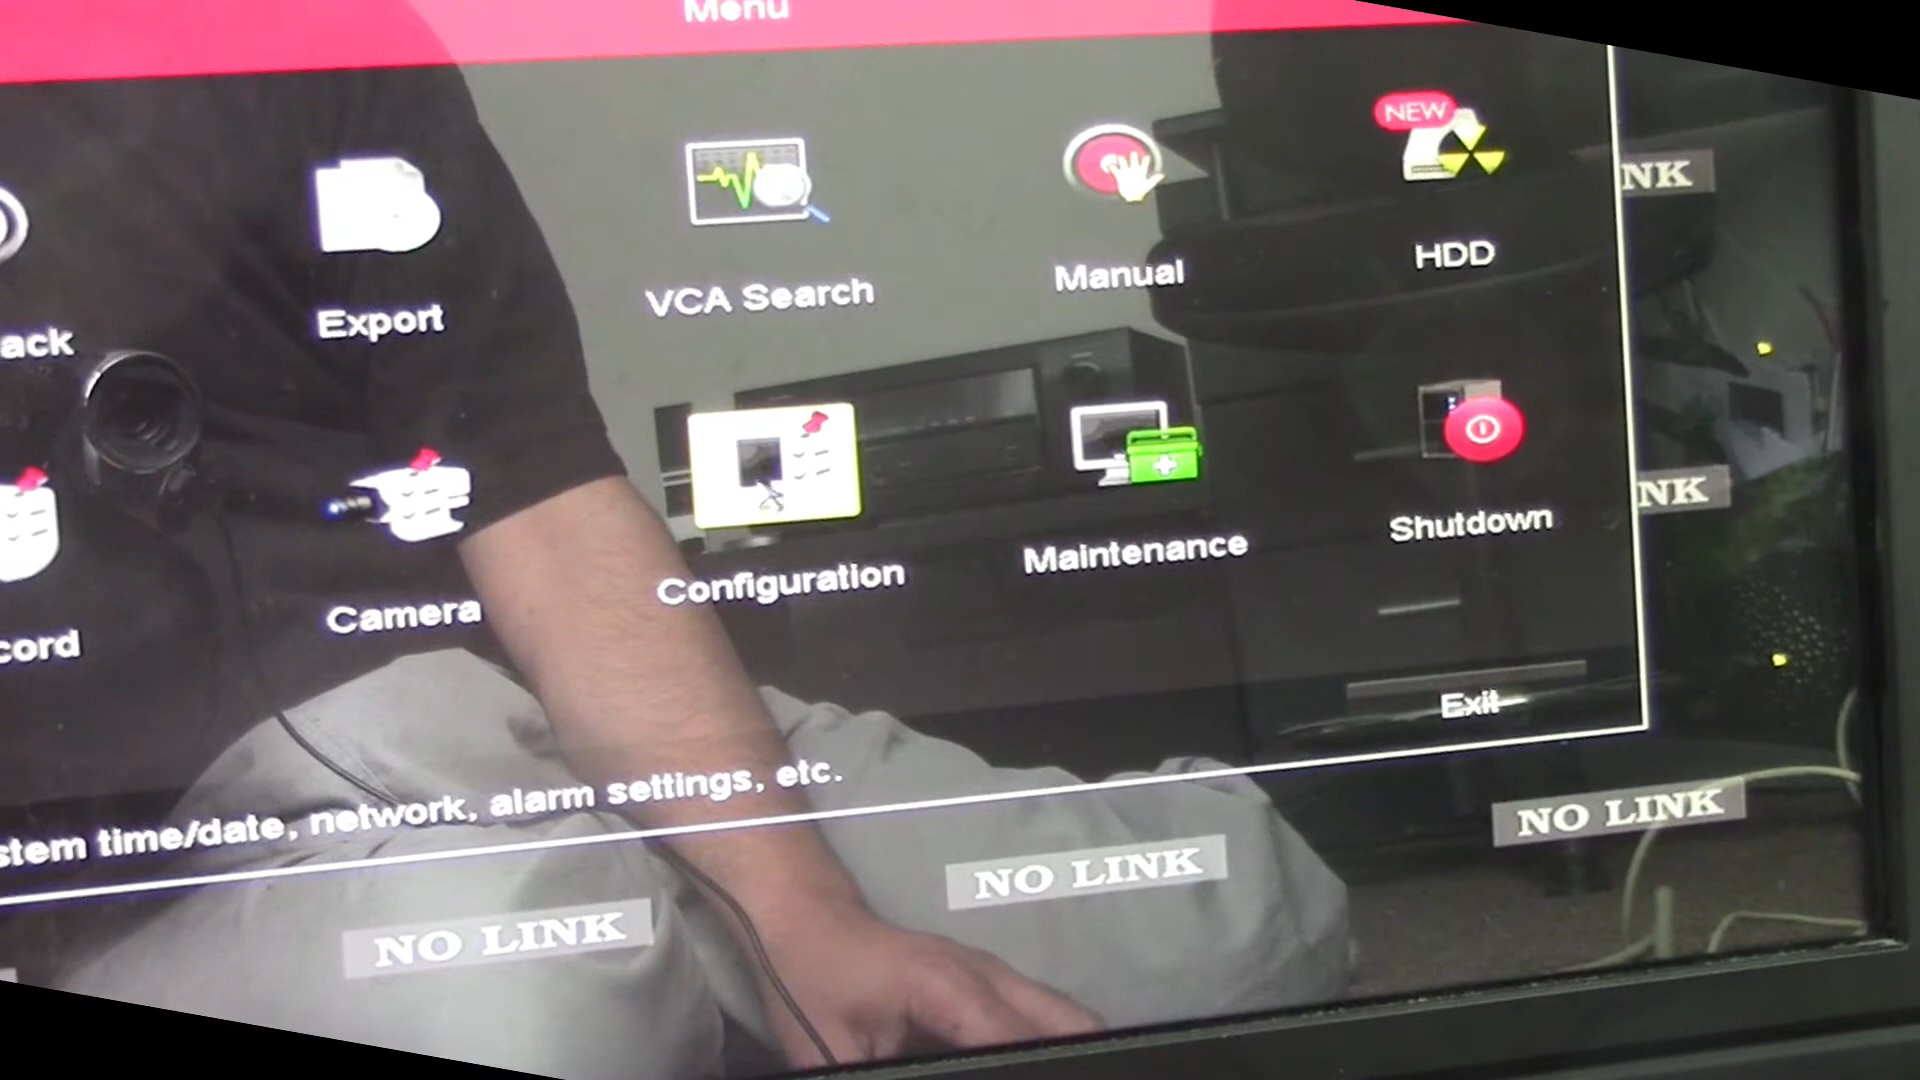 Menu
NEW
Export
VCA Search
Manual
HDD
NK
ack
Camera
Configuration
Maintenance
Shutdown
NK
cord
Exit
stem time/date, network, alarm settings, etc.
NO LINK
NO LINK
NO LINK